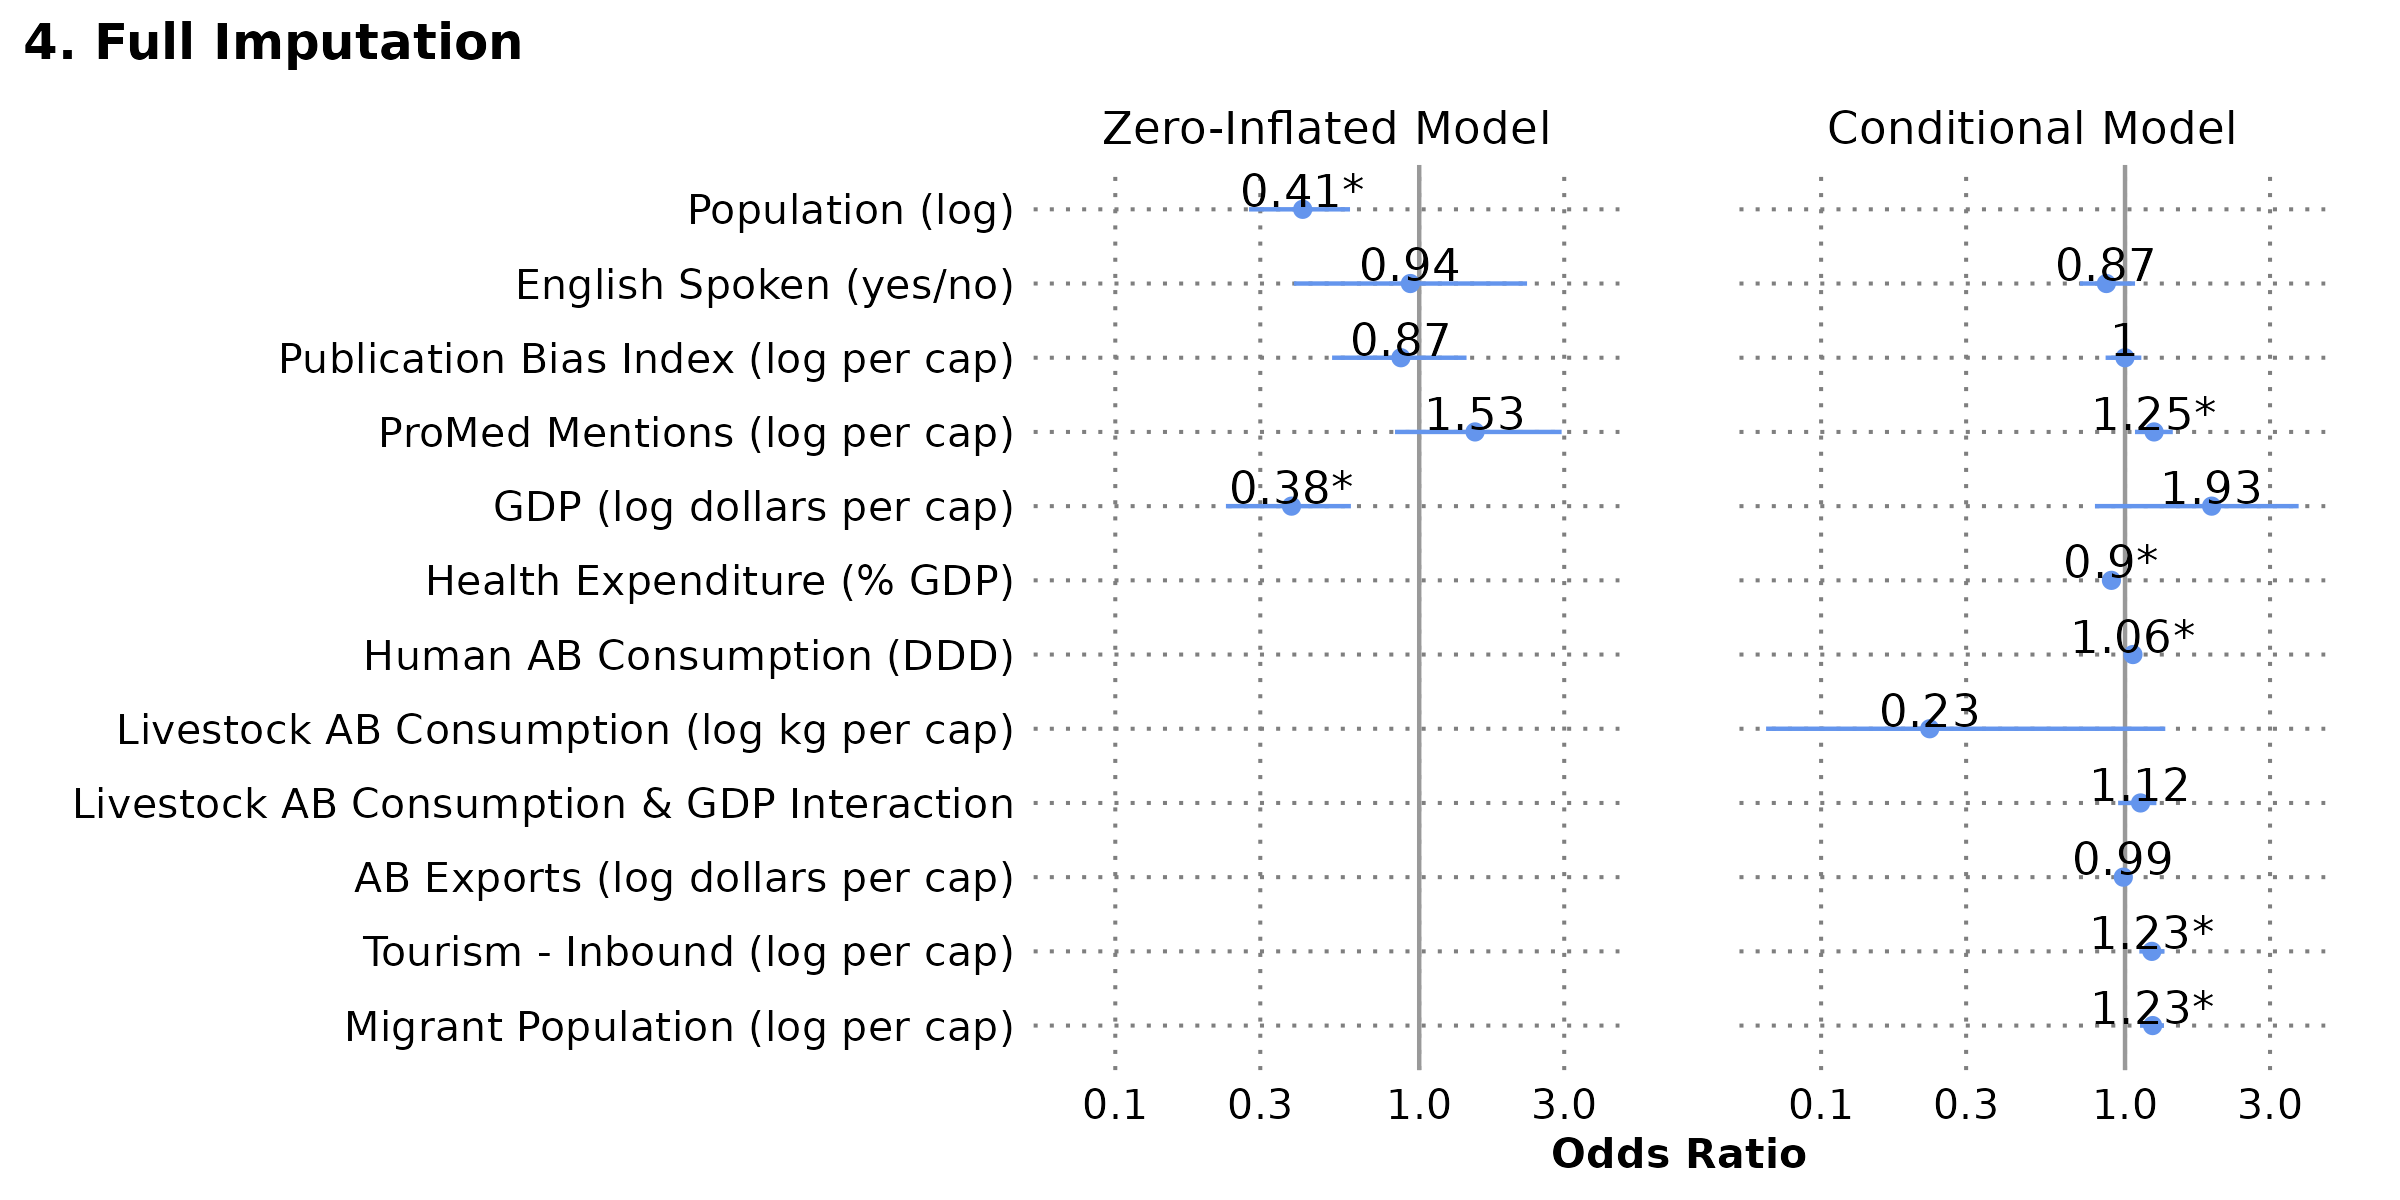 4. Full Imputation
Zero-Inflated Model Conditional Model
Population (log) 0.41*
English Spoken (yes/no) 0.94 0.87
Publication Bias Index (log per cap) 0.87 1
ProMed Mentions (log per cap) 1.53 1.25*
GDP (log dollars per cap) 0.38* 1.93
Health Expenditure (% GDP) 0.9*
Human AB Consumption (DDD) 1.06*
Livestock AB Consumption (log kg per cap) 0.23
Livestock AB Consumption & GDP Interaction 1.12
AB Exports (log dollars per cap) 0.99
Tourism - Inbound (log per cap) 1.23*
Migrant Population (log per cap) 1.23*
0.1 0.3 1.0 3.0 0.1 0.3 1.0 3.0
Odds Ratio